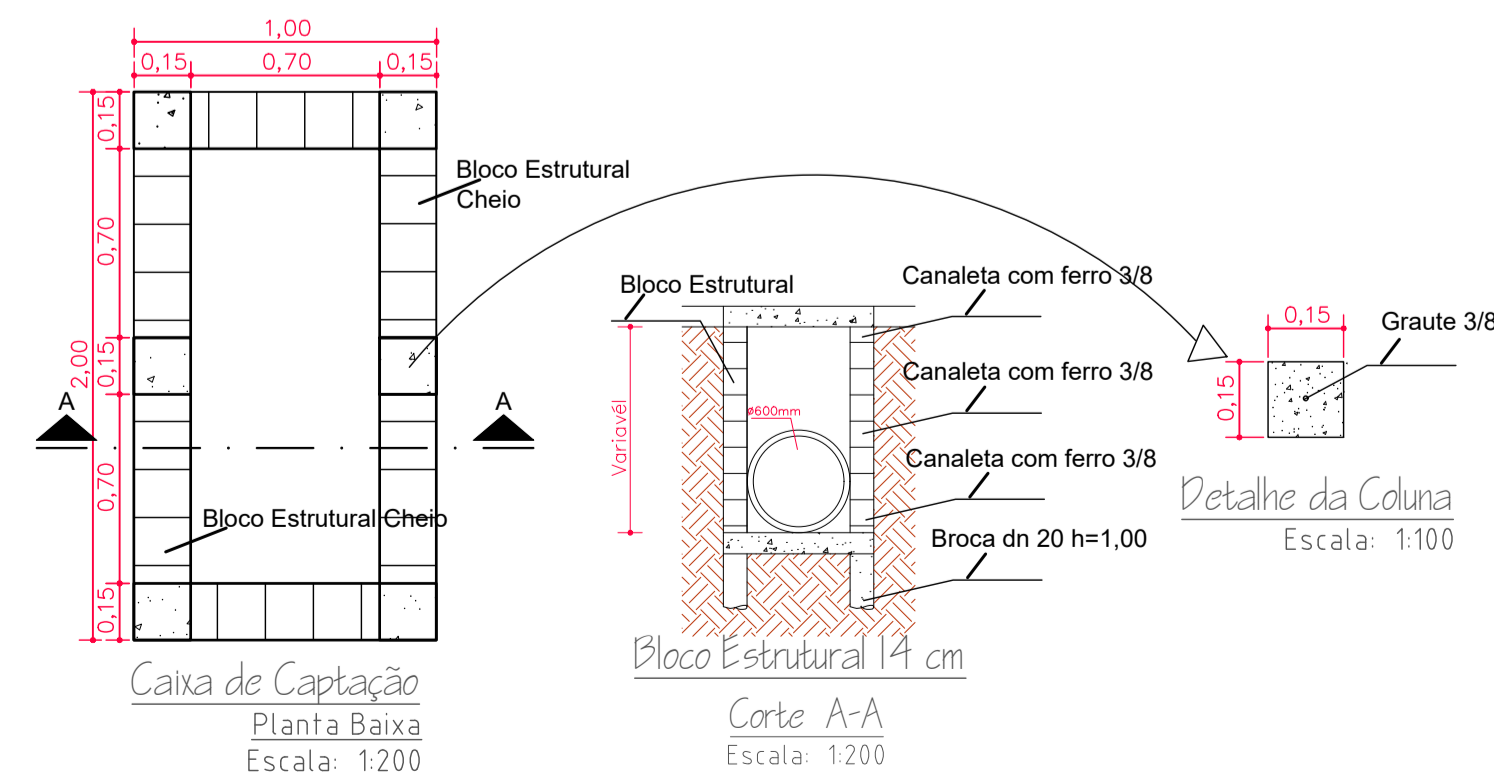 1,00
0,15
0,70
0,15
0,15
0,70
2,00
0,15
0,70
0,15
Bloco Estrutural
Cheio
A
A
Bloco Estrutural Cheio
Caixa de Captação
Planta Baixa
Escala: 1:200
Bloco Estrutural
Canaleta com ferro 3/8
Canaleta com ferro 3/8
Canaleta com ferro 3/8
Broca dn 20 h=1,00
Variavél
ø600mm
Bloco Estrutural 14 cm
Corte A-A
Escala: 1:200
0,15
0,15
Graute 3/8
Detalhe da Coluna
Escala: 1:100